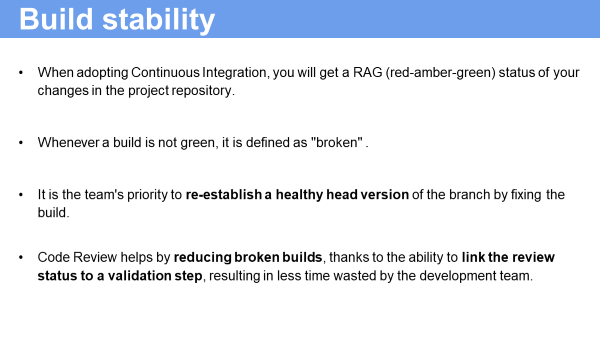 Build stability
• When adopting Continuous Integration, you will get a RAG (red-amber-green) status of your
changes in the project repository.
• Whenever a build is not green, it is defined as "broken" .
• It is the team's priority to re-establish a healthy head version of the branch by fixing the
build.
• Code Review helps by reducing broken builds, thanks to the ability to link the review
status to a validation step, resulting in less time wasted by the development team.